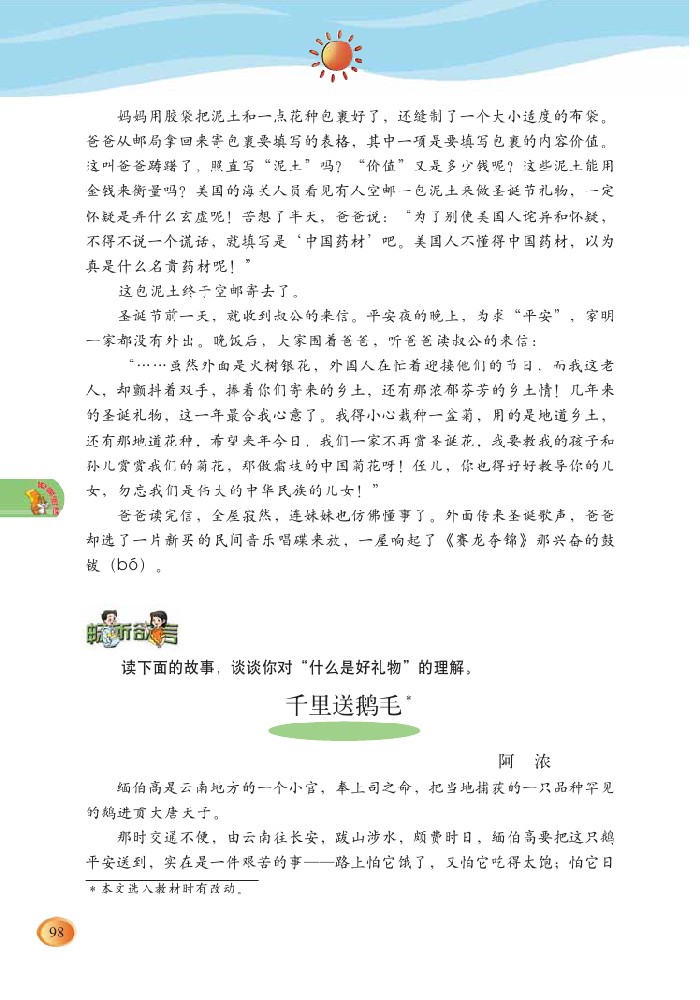 妈妈用胶袋把泥土和一点花种包裹好了，还缝制了一个大小适度的布袋。
爸爸从邮局拿回来寄包裹要填写的表格，其中一项是要填写包裹的内容价值。
这叫爸爸踌躇了，照直写“泥土”吗？“价值”又是多少钱呢？这些泥土能用
金钱来衡量吗？美国的海关人员看见有人空邮一包泥土来做圣诞节礼物，一定
怀疑是弄什么玄虚呢！苦想了半天，爸爸说：“为了别使美国人诧异和怀疑，
不得不说一个谎话，就填写是‘中国药材’吧。美国人不懂得中国药材，以为
真是什么名贵药材呢！”
这包泥土终于空邮寄去了。
圣诞节前一天，就收到叔公的来信。平安夜的晚上，为求“平安”，家明
一家都没有外出。晚饭后，大家围着爸爸，听爸爸读叔公的来信：
“……虽然外面是火树银花，外国人在忙着迎接他们的节日，而我这老
人，却颤抖着双手，捧着你们寄来的乡土，还有那浓郁芬芳的乡土情！几年来
的圣诞礼物，这一年最合我心意了。我得小心栽种一盆菊，用的是地道乡土，
还有那地道花种，希望来年今日，我们一家不再赏圣诞花，我要教我的孩子和
孙儿赏赏我们的菊花，那傲霜枝的中国菊花呀！侄儿，你也得好好教导你的儿
女，勿忘我们是伟大的中华民族的儿女！”
爸爸读完信，全屋寂然，连妹妹也仿佛懂事了。外面传来圣诞歌声，爸爸
却选了一片新买的民间音乐唱碟来放，一屋响起了《赛龙夺锦》那兴奋的鼓
钹（bó）。
畅所欲言
读下面的故事，谈谈你对“什么是好礼物”的理解。
千里送鹅毛*
阿 浓
缅伯高是云南地方的一个小官，奉上司之命，把当地捕获的一只品种罕见
的鹅进贡大唐天子。
那时交通不便，由云南往长安，跋山涉水，颇费时日，缅伯高要把这只鹅
平安送到，实在是一件艰苦的事——路上怕它饿了，又怕它吃得太饱；怕它日
* 本文选入教材时有改动。
98